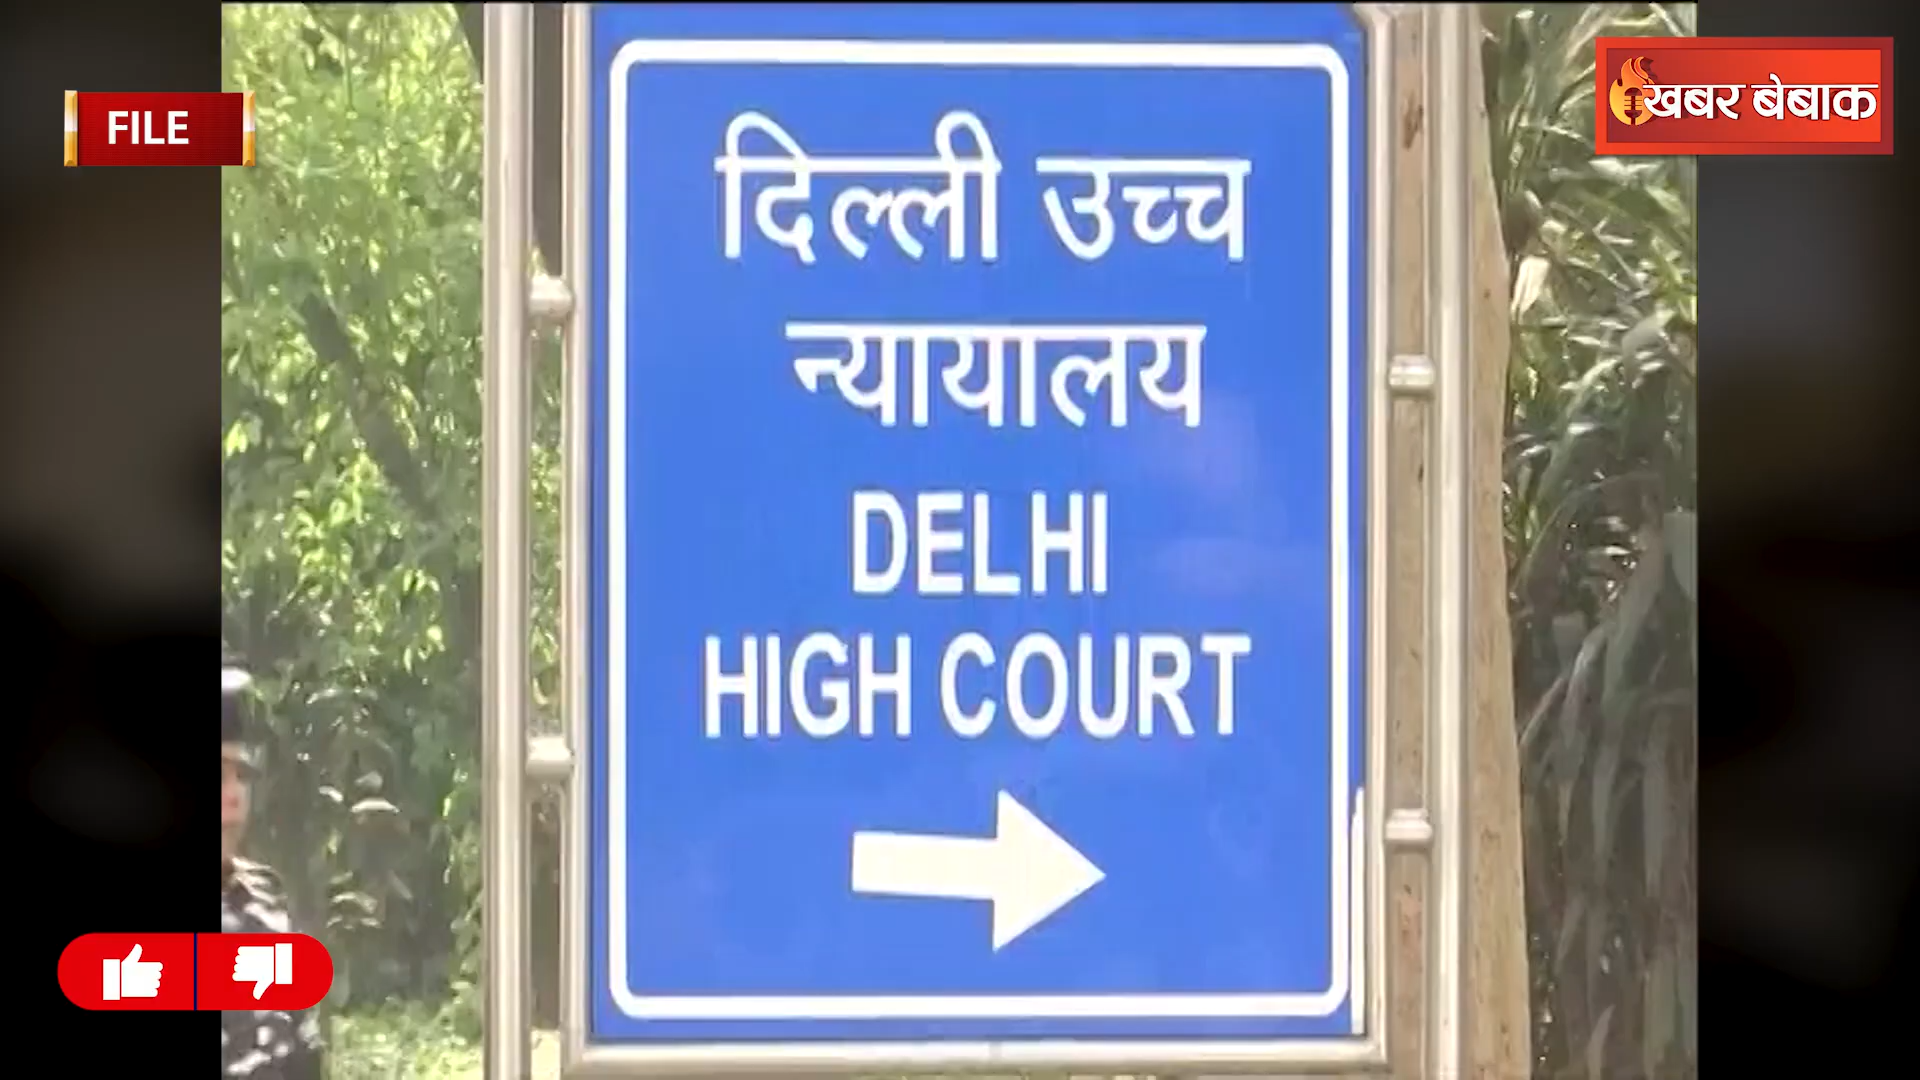 FILE
खबर बेबाक
दिल्ली उच्च
न्यायालय
DELHI
HIGH COURT